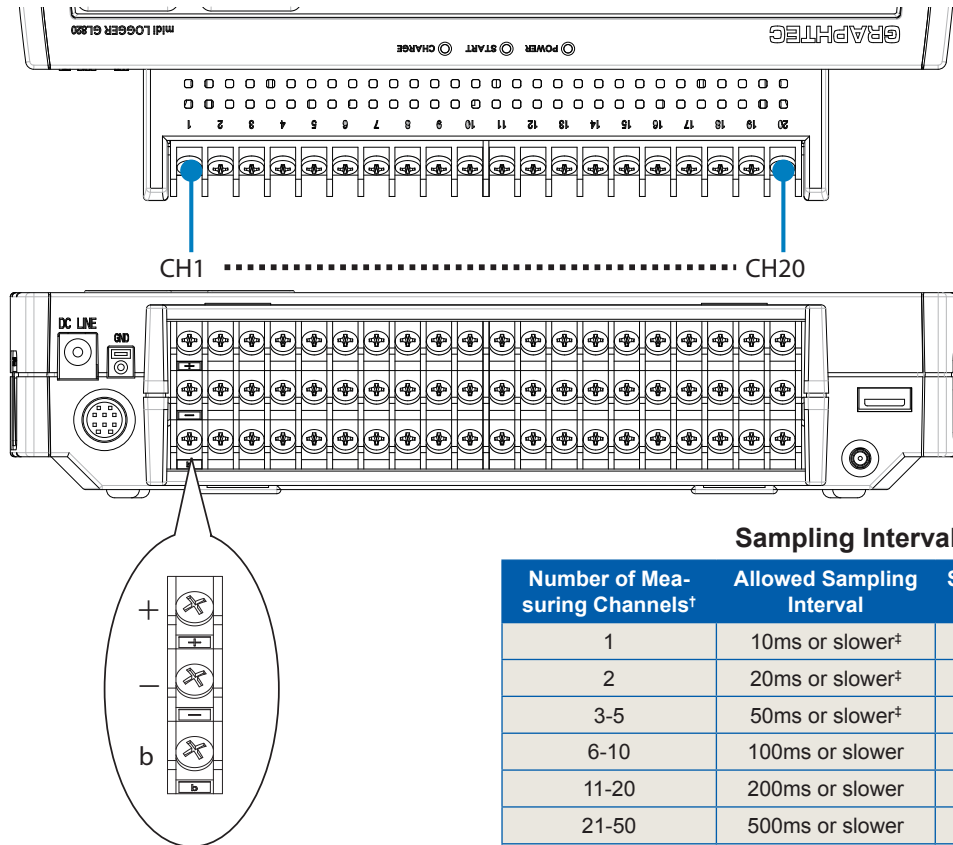 midi LOGGER GL820
CHARGE START POWER
GRAPHTEC
1 2 3 4 5 6 7 8 9 10 11 12 13 14 15 16 17 18 19 20
CH1 CH20
DC LINE
GND
+
-
b
+
+
−
-
b
b
Sampling Interval
Number of Mea-
suring Channels†
Allowed Sampling
Interval
S
1 10ms or slower‡
2 20ms or slower‡
3-5 50ms or slower‡
6-10 100ms or slower
11-20 200ms or slower
21-50 500ms or slower